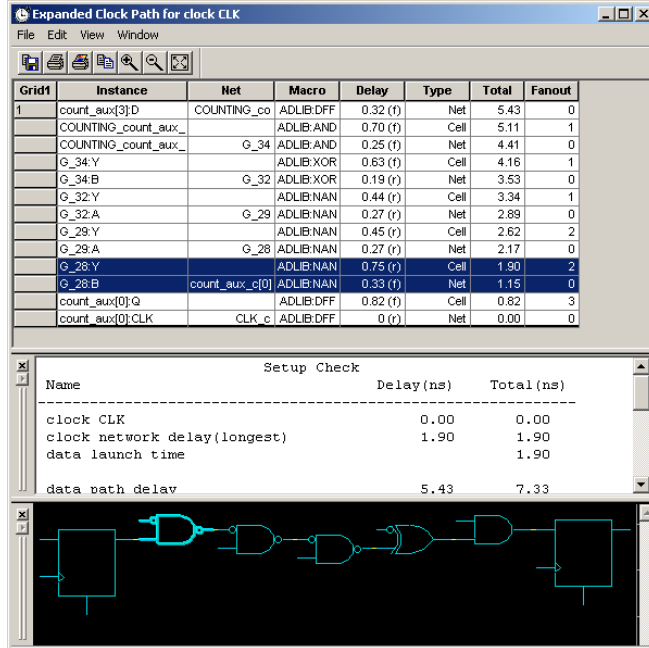 Expanded Clock Path for clock CLK
File Edit View Window
Grid1 Instance Net Macro Delay Type Total Fanout
1 count_aux[3]:D COUNTING_co ADLIB:DFF 0.32 (f) Net 5.43 0
COUNTING_count_aux_ ADLIB:AND 0.70 (f) Cell 5.11 1
COUNTING_count_aux_ G_34 ADLIB:AND 0.25 (f) Net 4.41 0
G_34:Y ADLIB:XOR 0.63 (f) Cell 4.16 1
G_34:B G_32 ADLIB:XOR 0.19 (r) Net 3.53 0
G_32:Y ADLIB:NAN 0.44 (r) Cell 3.34 1
G_32:A G_29 ADLIB:NAN 0.27 (r) Net 2.89 0
G_29:Y ADLIB:NAN 0.45 (r) Cell 2.62 2
G_29:A G_28 ADLIB:NAN 0.27 (r) Net 2.17 0
G_28:Y ADLIB:NAN 0.75 (r) Cell 1.90 2
G_28:B count_aux_c[0] ADLIB:NAN 0.33 (f) Net 1.15 0
count_aux[0]:Q ADLIB:DFF 0.82 (f) Cell 0.82 3
count_aux[0]:CLK CLK_c ADLIB:DFF 0 (r) Net 0.00 0
Setup Check
Name Delay(ns) Total(ns)
clock CLK 0.00 0.00
clock network delay(longest) 1.90 1.90
data launch time 1.90
data path delay 5.43 7.33